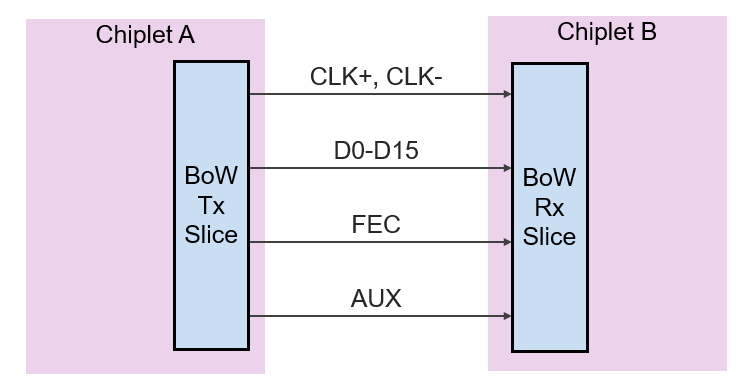 Chiplet A
Chiplet B
CLK+, CLK-
D0-D15
BoW
Tx
Slice
BoW
Rx
Slice
FEC
AUX